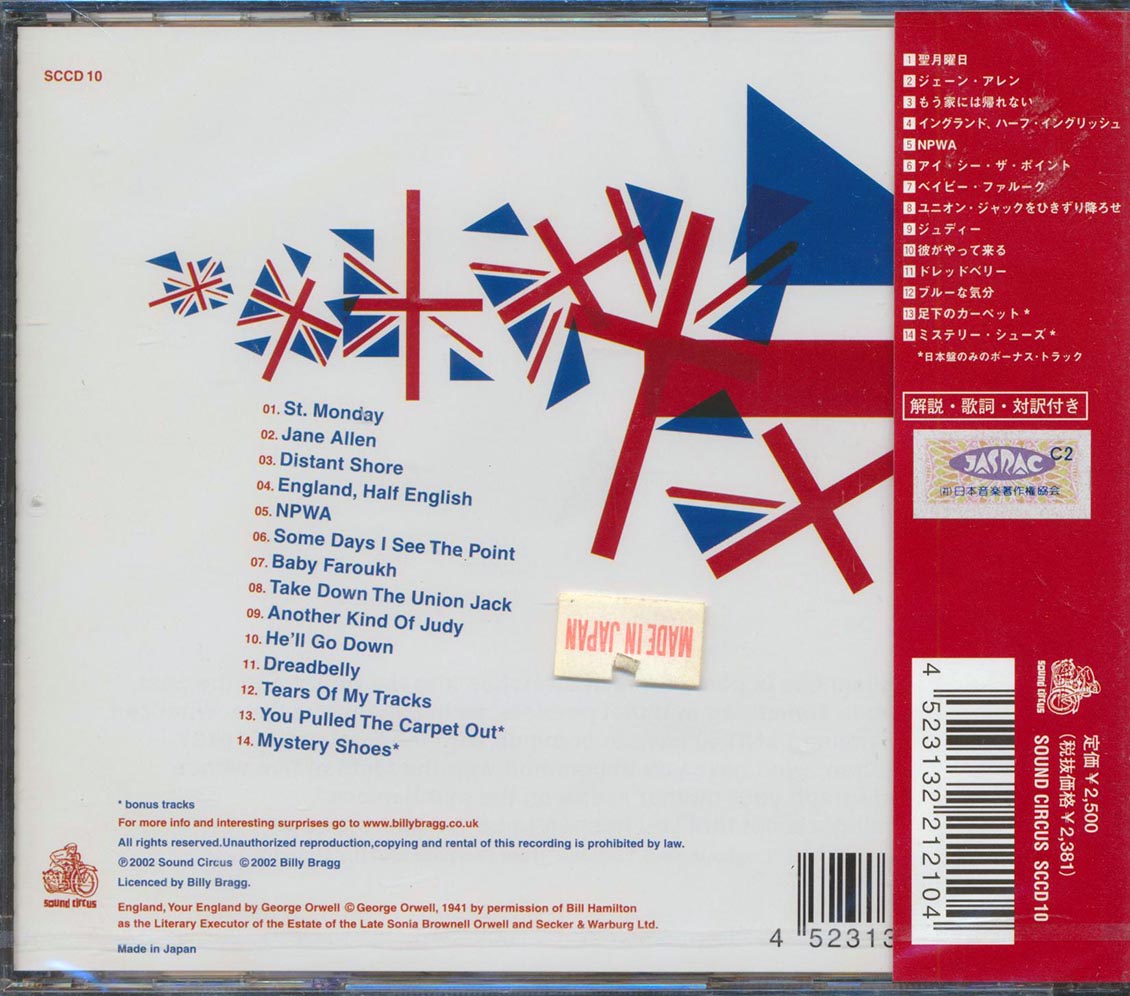 SCCD 10
01. St. Monday
02. Jane Allen
03. Distant Shore
04. England, Half English
05. NPWA
06. Some Days I See The Point
07. Baby Faroukh
08. Take Down The Union Jack
09. Another Kind Of Judy
10. He'll Go Down
11. Dreadbelly
12. Tears Of My Tracks
13. You Pulled The Carpet Out*
14. Mystery Shoes*
MADE IN JAPAN
* bonus tracks
For more info and interesting surprises go to www.billybragg.co.uk
All rights reserved.Unauthorized reproduction,copying and rental of this recording is prohibited by law.
℗2002 Sound Circus ©2002 Billy Bragg
Licenced by Billy Bragg.
sound circus
England, Your England by George Orwell © George Orwell, 1941 by permission of Bill Hamilton
as the Literary Executor of the Estate of the Late Sonia Brownell Orwell and Secker & Warburg Ltd.
Made in Japan
4 52313
1 聖月曜日
2 ジェーン・アレン
3 もう家には帰れない
4 イングランド、ハーフ・イングリッシュ
5 NPWA
6 アイ・シー・ザ・ポイント
7 ベイビー・ファルーク
8 ユニオン・ジャックをひきずり降ろせ
9 ジュディー
10 彼がやって来る
11 ドレッドベリー
12 ブルーな気分
13 足下のカーペット*
14 ミステリー・シューズ*
*日本盤のみのボーナス・トラック
解説・歌詞・対訳付き
JASRAC C2
(社)日本音楽著作権協会
sound circus
SOUND CIRCUS SCCD 10
定価￥2,500
(税抜価格￥2,381)
4 523132 212104